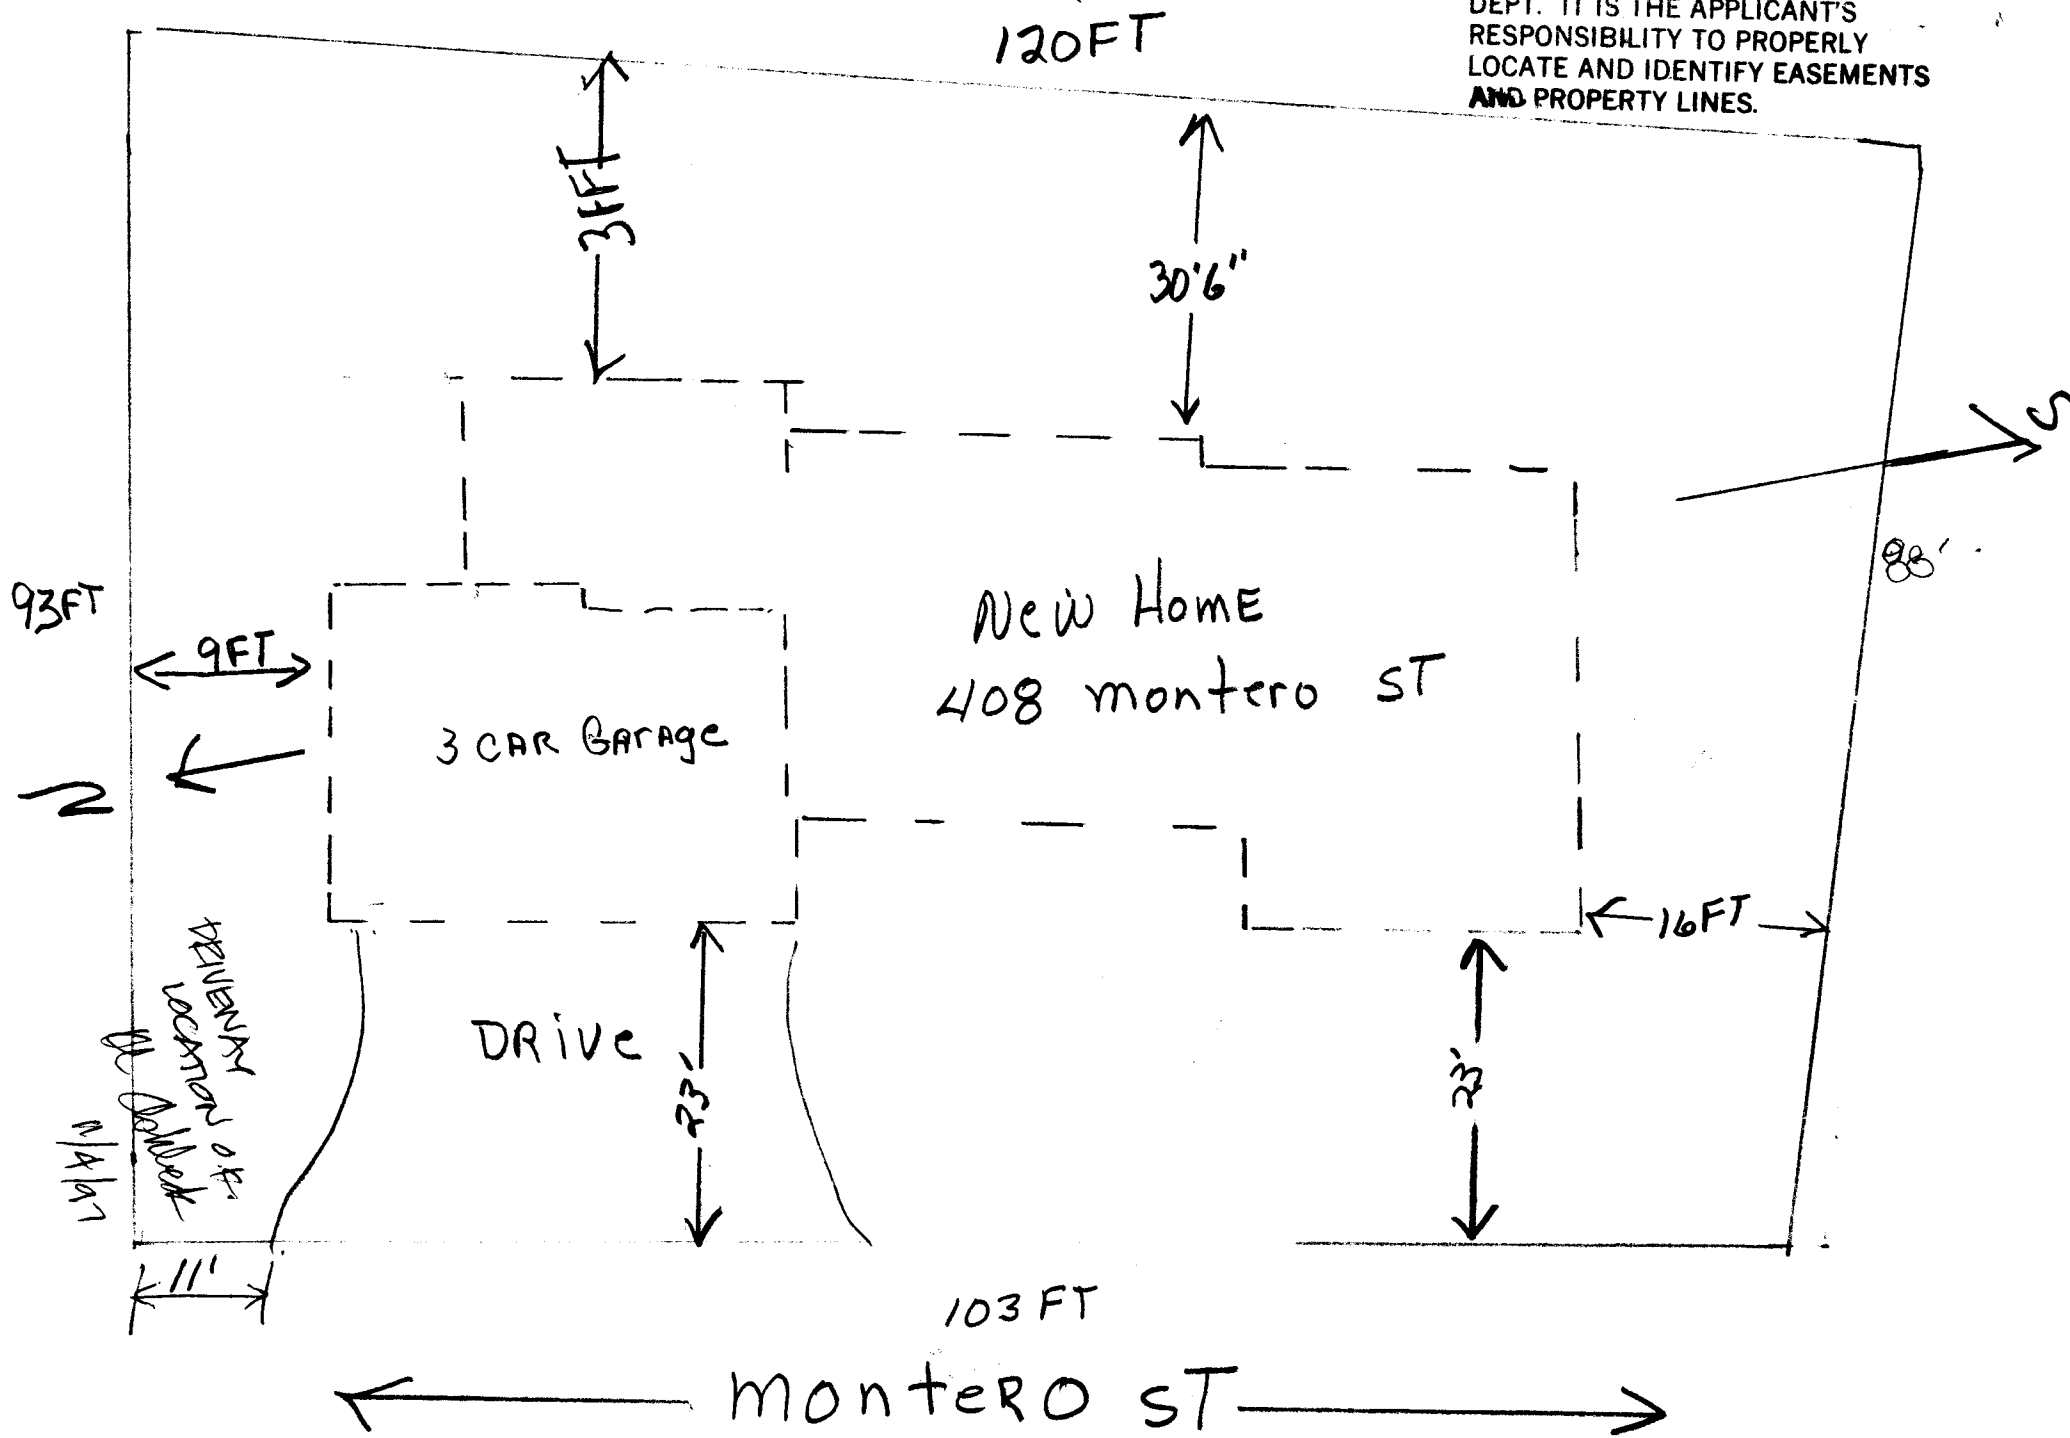 DEPT. IT IS THE APPLICANT'S
RESPONSIBILITY TO PROPERLY
LOCATE AND IDENTIFY EASEMENTS
AND PROPERTY LINES.
120FT
31FT
30'6"
S
88'
93FT
9FT
New HomE
408 montero ST
3 CAR GArAge
N
16FT
DRIVEWAY
LOCATION OK
DRive
23'
23'
11'
103 FT
monteRO ST